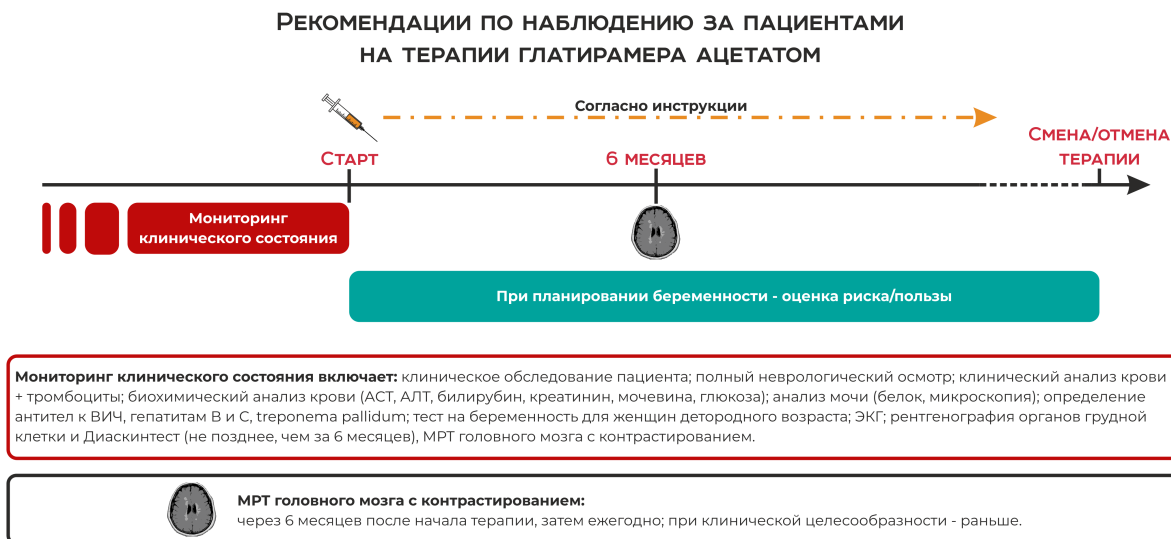 Рекомендации по наблюдению за пациентами
на терапии глатирамера ацетатом
Согласно инструкции
Старт
6 месяцев
Смена/отмена
терапии
Мониторинг
клинического состояния
При планировании беременности - оценка риска/пользы
Мониторинг клинического состояния включает: клиническое обследование пациента; полный неврологический осмотр; клинический анализ крови
+ тромбоциты; биохимический анализ крови (АСТ, АЛТ, билирубин, креатинин, мочевина, глюкоза); анализ мочи (белок, микроскопия); определение
антител к ВИЧ, гепатитам В и С, treponema pallidum; тест на беременность для женщин детородного возраста; ЭКГ; рентгенография органов грудной
клетки и Диаскинтест (не позднее, чем за 6 месяцев), МРТ головного мозга с контрастированием.
МРТ головного мозга с контрастированием:
через 6 месяцев после начала терапии, затем ежегодно; при клинической целесообразности - раньше.